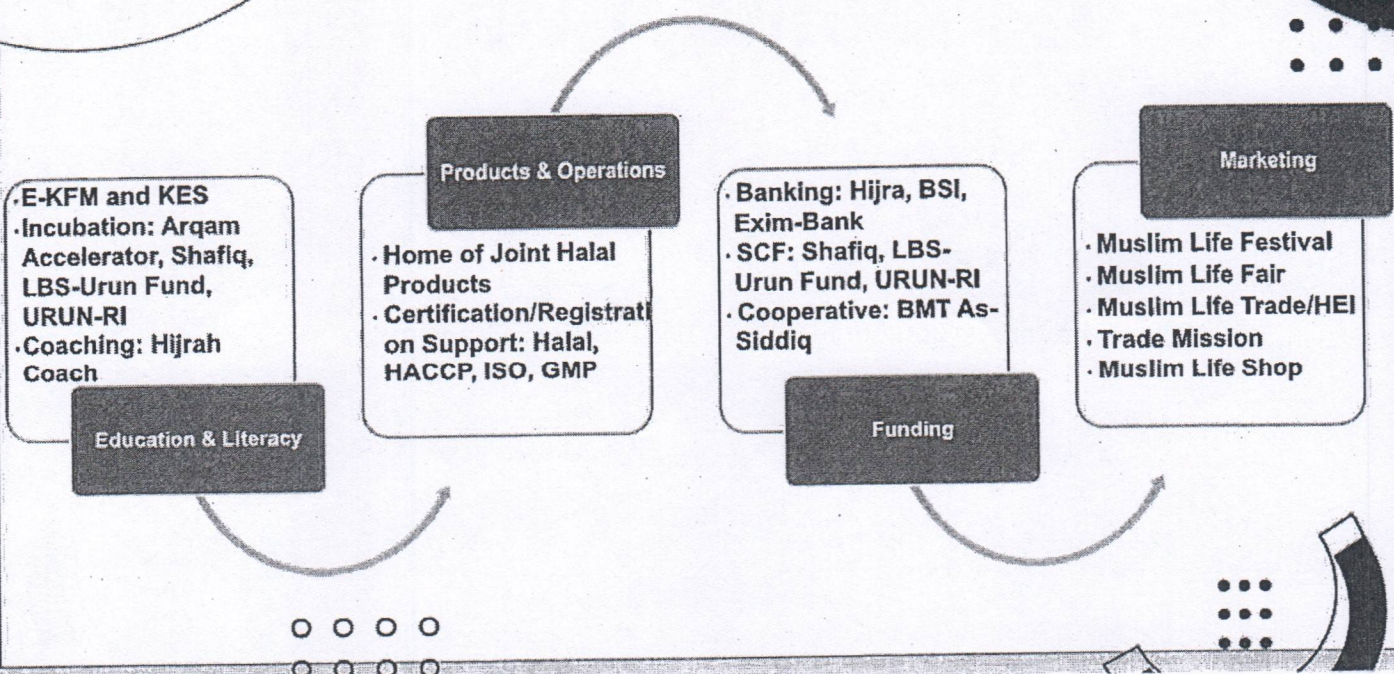 ·E-KFM and KES
·Incubation: Arqam
Accelerator, Shafiq,
LBS-Urun Fund,
URUN-RI
·Coaching: Hijrah
Coach
Education & Literacy
Products & Operations
· Home of Joint Halal
Products
· Certification/Registrati
on Support: Halal,
HACCP, ISO, GMP
· Banking: Hijra, BSI,
Exim-Bank
· SCF: Shafiq, LBS-
Urun Fund, URUN-RI
· Cooperative: BMT As-
Siddiq
Funding
Marketing
· Muslim Life Festival
· Muslim Life Fair
· Muslim Life Trade/HEI
· Trade Mission
· Muslim Life Shop